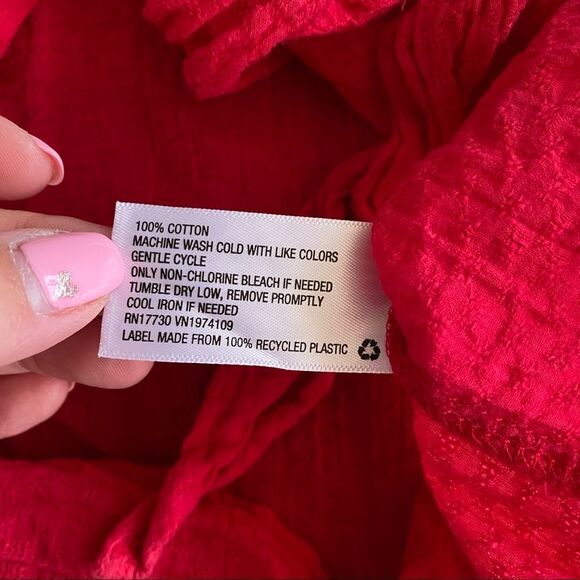 100% COTTON
MACHINE WASH COLD WITH LIKE COLORS
GENTLE CYCLE
ONLY NON-CHLORINE BLEACH IF NEEDED
TUMBLE DRY LOW, REMOVE PROMPTLY
COOL IRON IF NEEDED
RN17730 VN1974109
LABEL MADE FROM 100% RECYCLED PLASTIC